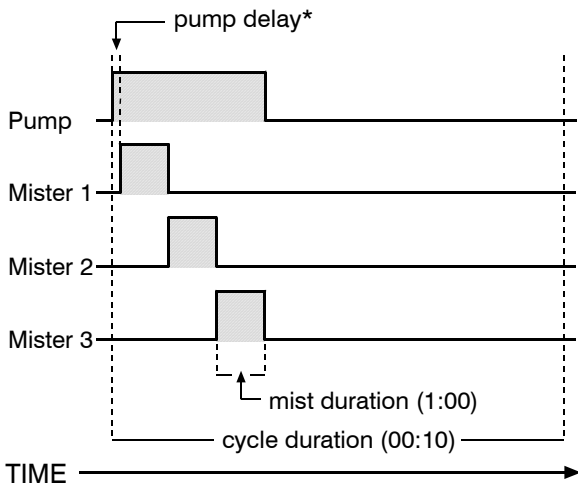 pump delay*
Pump
Mister 1
Mister 2
Mister 3
mist duration (1:00)
cycle duration (00:10)
TIME